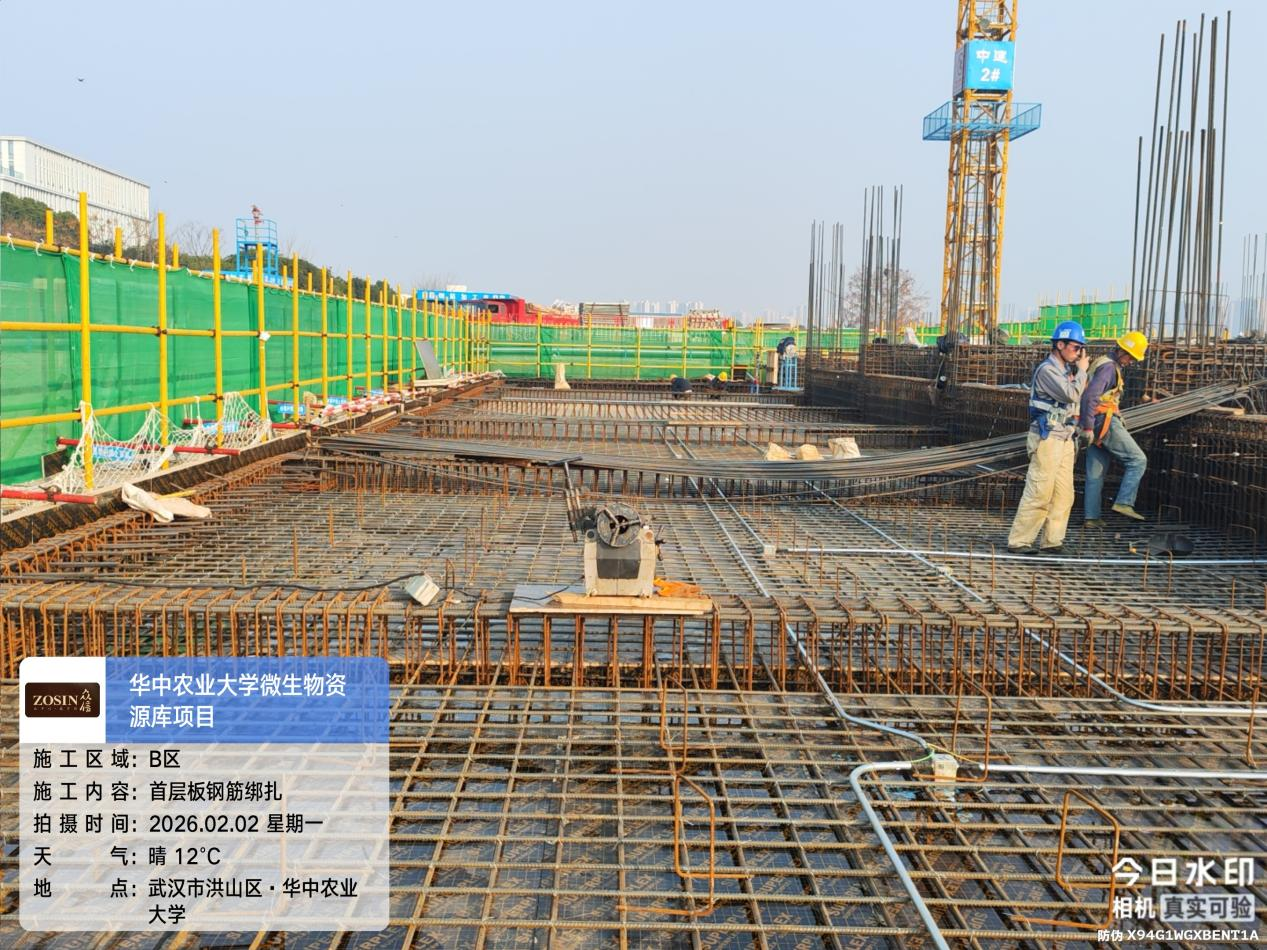 中建
2#
ZOSIN 众信
华中农业大学微生物资
源库项目
施工区域：B区
施工内容：首层板钢筋绑扎
拍摄时间：2026.02.02 星期一
天气：晴 12°C
地点：武汉市洪山区·华中农业
大学
今日水印
相机 真实可验
防伪 X94G1WGXBENT1A